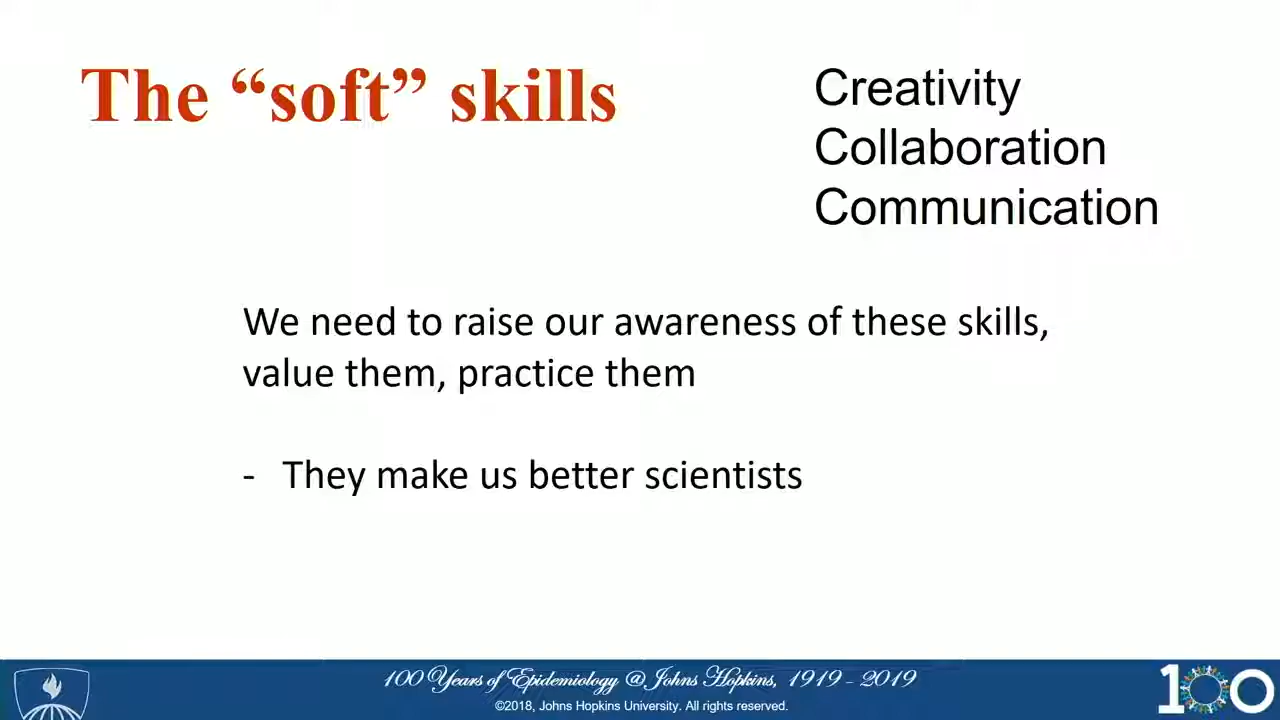 The “soft” skills
Creativity
Collaboration
Communication
We need to raise our awareness of these skills,
value them, practice them
- They make us better scientists
100 Years of Epidemiology @ Johns Hopkins, 1919 - 2019
©2018, Johns Hopkins University. All rights reserved.
100